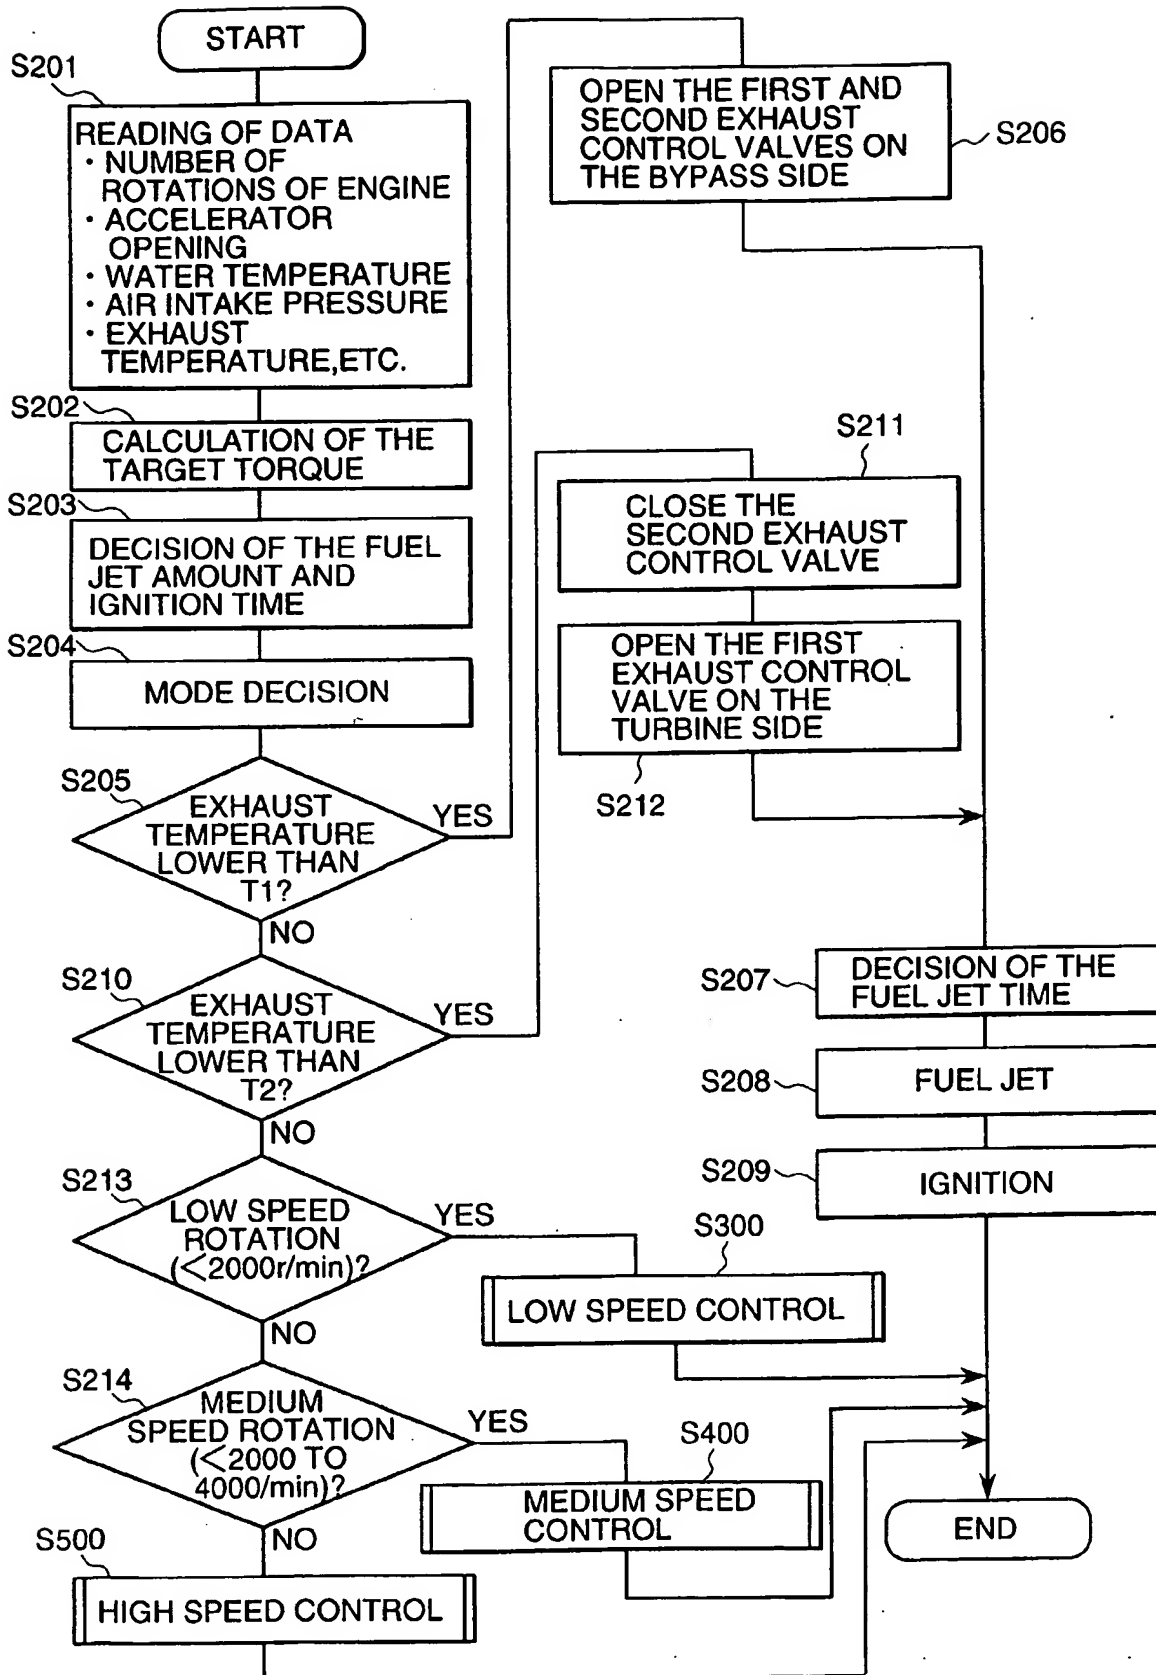 START
S201
READING OF DATA
・NUMBER OF
ROTATIONS OF ENGINE
・ACCELERATOR
OPENING
・WATER TEMPERATURE
・AIR INTAKE PRESSURE
・EXHAUST
TEMPERATURE,ETC.
S202
CALCULATION OF THE
TARGET TORQUE
S203
DECISION OF THE FUEL
JET AMOUNT AND
IGNITION TIME
S204
MODE DECISION
S205
EXHAUST
TEMPERATURE
LOWER THAN
T1?
YES
NO
S210
EXHAUST
TEMPERATURE
LOWER THAN
T2?
YES
NO
S213
LOW SPEED
ROTATION
(<2000r/min)?
YES
NO
S214
MEDIUM
SPEED ROTATION
(<2000 TO
4000/min)?
YES
NO
S500
HIGH SPEED CONTROL
OPEN THE FIRST AND
SECOND EXHAUST
CONTROL VALVES ON
THE BYPASS SIDE
S206
S211
CLOSE THE
SECOND EXHAUST
CONTROL VALVE
OPEN THE FIRST
EXHAUST CONTROL
VALVE ON THE
TURBINE SIDE
S212
S207
DECISION OF THE
FUEL JET TIME
S208
FUEL JET
S209
IGNITION
S300
LOW SPEED CONTROL
S400
MEDIUM SPEED
CONTROL
END